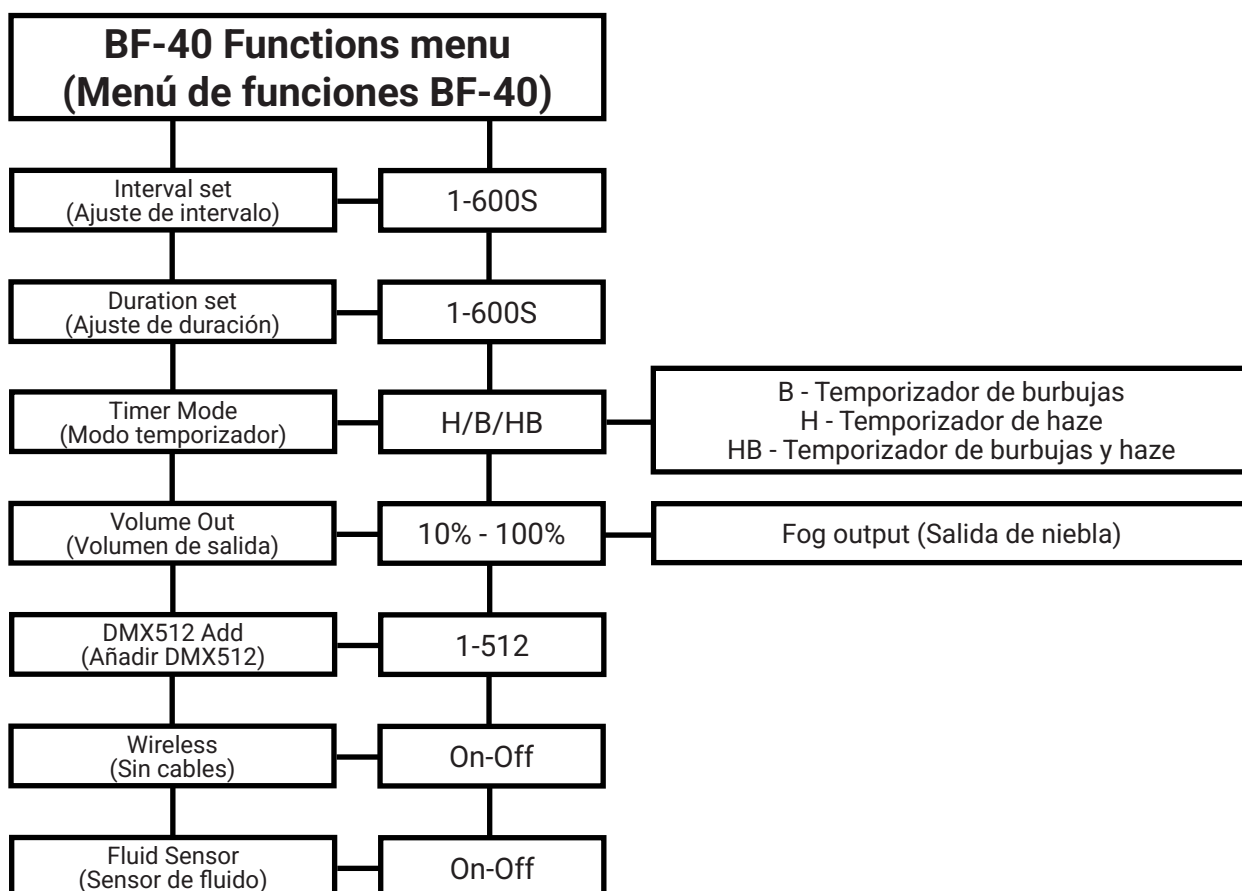 BF-40 Functions menu
(Menú de funciones BF-40)
Interval set
(Ajuste de intervalo)
1-600S
Duration set
(Ajuste de duración)
1-600S
Timer Mode
(Modo temporizador)
H/B/HB
B - Temporizador de burbujas
H - Temporizador de haze
HB - Temporizador de burbujas y haze
Volume Out
(Volumen de salida)
10% - 100%
Fog output (Salida de niebla)
DMX512 Add
(Añadir DMX512)
1-512
Wireless
(Sin cables)
On-Off
Fluid Sensor
(Sensor de fluido)
On-Off